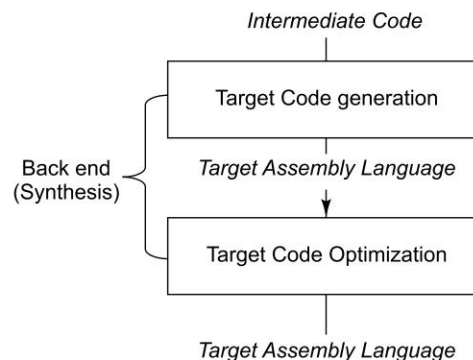 Intermediate Code
Target Code generation
Back end
(Synthesis)
Target Assembly Language
Target Code Optimization
Target Assembly Language